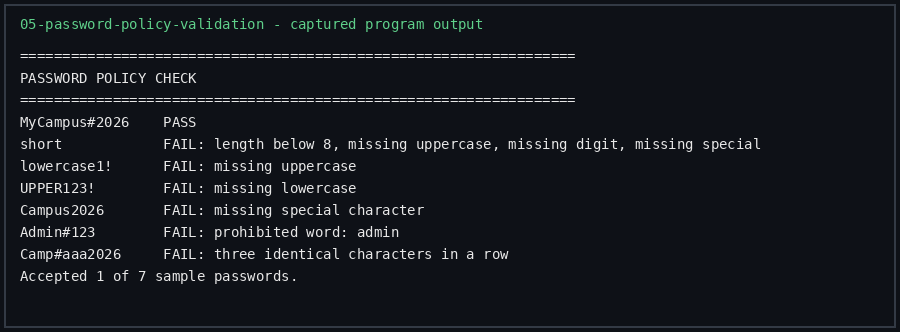 05-password-policy-validation - captured program output
==================================================================
PASSWORD POLICY CHECK
==================================================================
MyCampus#2026    PASS
short            FAIL: length below 8, missing uppercase, missing digit, missing special
lowercase1!      FAIL: missing uppercase
UPPER123!        FAIL: missing lowercase
Campus2026       FAIL: missing special character
Admin#123        FAIL: prohibited word: admin
Camp#aaa2026     FAIL: three identical characters in a row
Accepted 1 of 7 sample passwords.